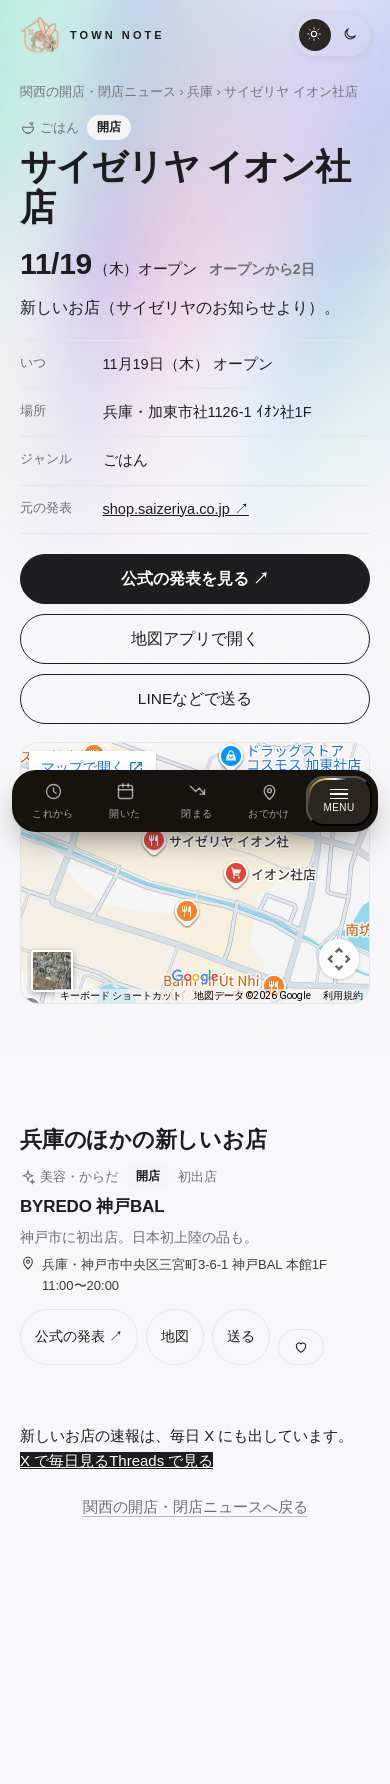 TOWN NOTE
関西の開店・閉店ニュース › 兵庫 › サイゼリヤ イオン社店
ごはん 開店
サイゼリヤ イオン社
店
11/19（木）オープン オープンから2日
新しいお店（サイゼリヤのお知らせより）。
いつ 11月19日（木） オープン
場所 兵庫・加東市社1126-1 ｲｵﾝ社1F
ジャンル ごはん
元の発表 shop.saizeriya.co.jp ↗
公式の発表を見る ↗
地図アプリで開く
LINEなどで送る
ドラッグストア
コスモス 加東社店
マップで開く
これから 開いた 閉まる おでかけ MENU
サイゼリヤ イオン社
イオン社店
南坊
Google
キーボード ショートカット 地図データ ©2026 Google 利用規約
兵庫のほかの新しいお店
美容・からだ 開店 初出店
BYREDO 神戸BAL
神戸市に初出店。日本初上陸の品も。
兵庫・神戸市中央区三宮町3-6-1 神戸BAL 本館1F
11:00〜20:00
公式の発表 ↗ 地図 送る
新しいお店の速報は、毎日 X にも出しています。
X で毎日見るThreads で見る
関西の開店・閉店ニュースへ戻る